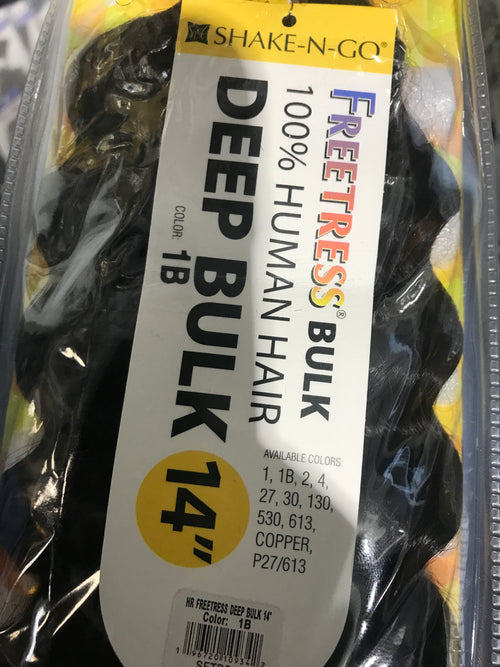 SHAKE-N-GO®
FREETRESS® BULK
100% HUMAN HAIR
DEEP BULK 14"
COLOR: 1B
AVAILABLE COLORS:
1, 1B, 2, 4,
27, 30, 130,
530, 613,
COPPER,
P27/613
HR FREETRESS DEEP BULK 14"
Color: 1B